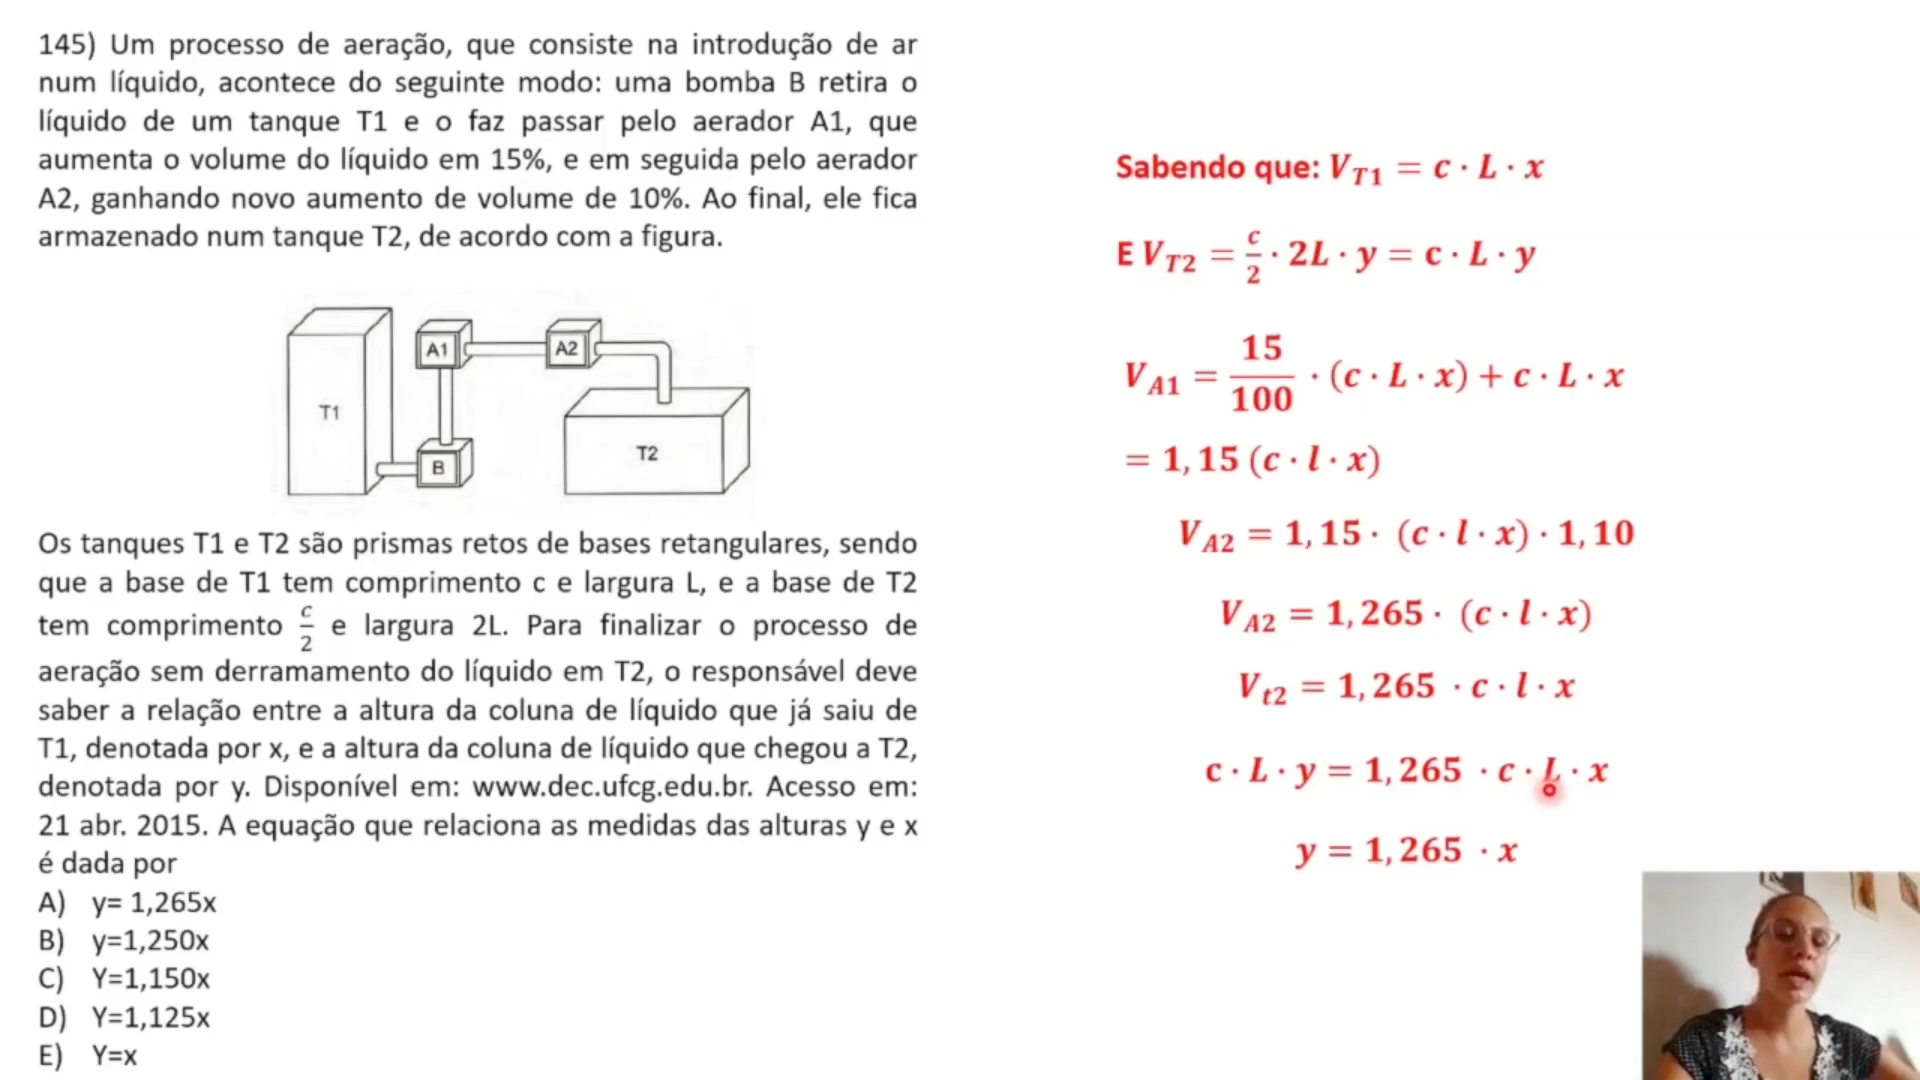 145) Um processo de aeração, que consiste na introdução de ar
num líquido, acontece do seguinte modo: uma bomba B retira o
líquido de um tanque T1 e o faz passar pelo aerador A1, que
aumenta o volume do líquido em 15%, e em seguida pelo aerador
A2, ganhando novo aumento de volume de 10%. Ao final, ele fica
armazenado num tanque T2, de acordo com a figura.
A1
A2
T1
T2
B
Os tanques T1 e T2 são prismas retos de bases retangulares, sendo
que a base de T1 tem comprimento c e largura L, e a base de T2
tem comprimento c/2 e largura 2L. Para finalizar o processo de
aeração sem derramamento do líquido em T2, o responsável deve
saber a relação entre a altura da coluna de líquido que já saiu de
T1, denotada por x, e a altura da coluna de líquido que chegou a T2,
denotada por y. Disponível em: www.dec.ufcg.edu.br. Acesso em:
21 abr. 2015. A equação que relaciona as medidas das alturas y e x
é dada por
A) y= 1,265x
B) y=1,250x
C) Y=1,150x
D) Y=1,125x
E) Y=x
Sabendo que: V_T1 = c · L · x
E V_T2 = c/2 · 2L · y = c · L · y
V_A1 = 15/100 · (c · L · x) + c · L · x
= 1,15 (c · l · x)
V_A2 = 1,15 · (c · l · x) · 1,10
V_A2 = 1,265 · (c · l · x)
V_t2 = 1,265 · c · l · x
c · L · y = 1,265 · c · L · x
y = 1,265 · x